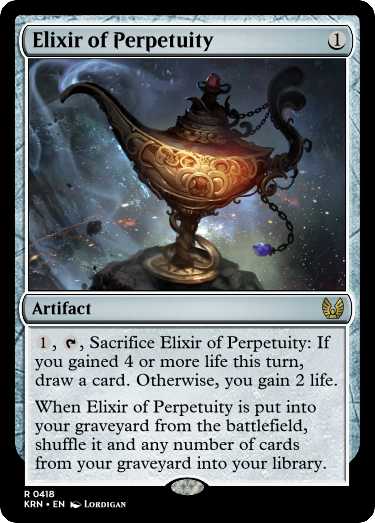 Elixir of Perpetuity 1
Artifact
1, , Sacrifice Elixir of Perpetuity: If
you gained 4 or more life this turn,
draw a card. Otherwise, you gain 2 life.
When Elixir of Perpetuity is put into
your graveyard from the battlefield,
shuffle it and any number of cards
from your graveyard into your library.
R 0418
KRN • EN LORDIGAN